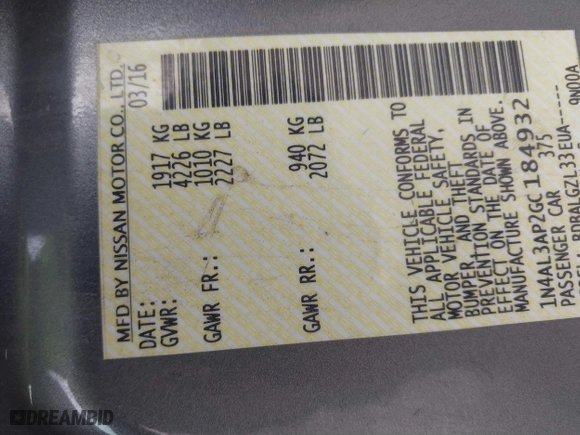 MFD BY NISSAN MOTOR CO., LTD.
DATE: 03/16
GVWR: 1917 KG
4226 LB
GAWR FR.: 1010 KG
2227 LB
GAWR RR.: 940 KG
2072 LB
THIS VEHICLE CONFORMS TO
ALL APPLICABLE FEDERAL
MOTOR VEHICLE SAFETY,
BUMPER, AND THEFT
PREVENTION STANDARDS IN
EFFECT ON THE DATE OF
MANUFACTURE SHOWN ABOVE.
1N4AL3AP2GC184932
PASSENGER CAR 375
BDRALGZL33EUA----- 9N00A
DREAMBID